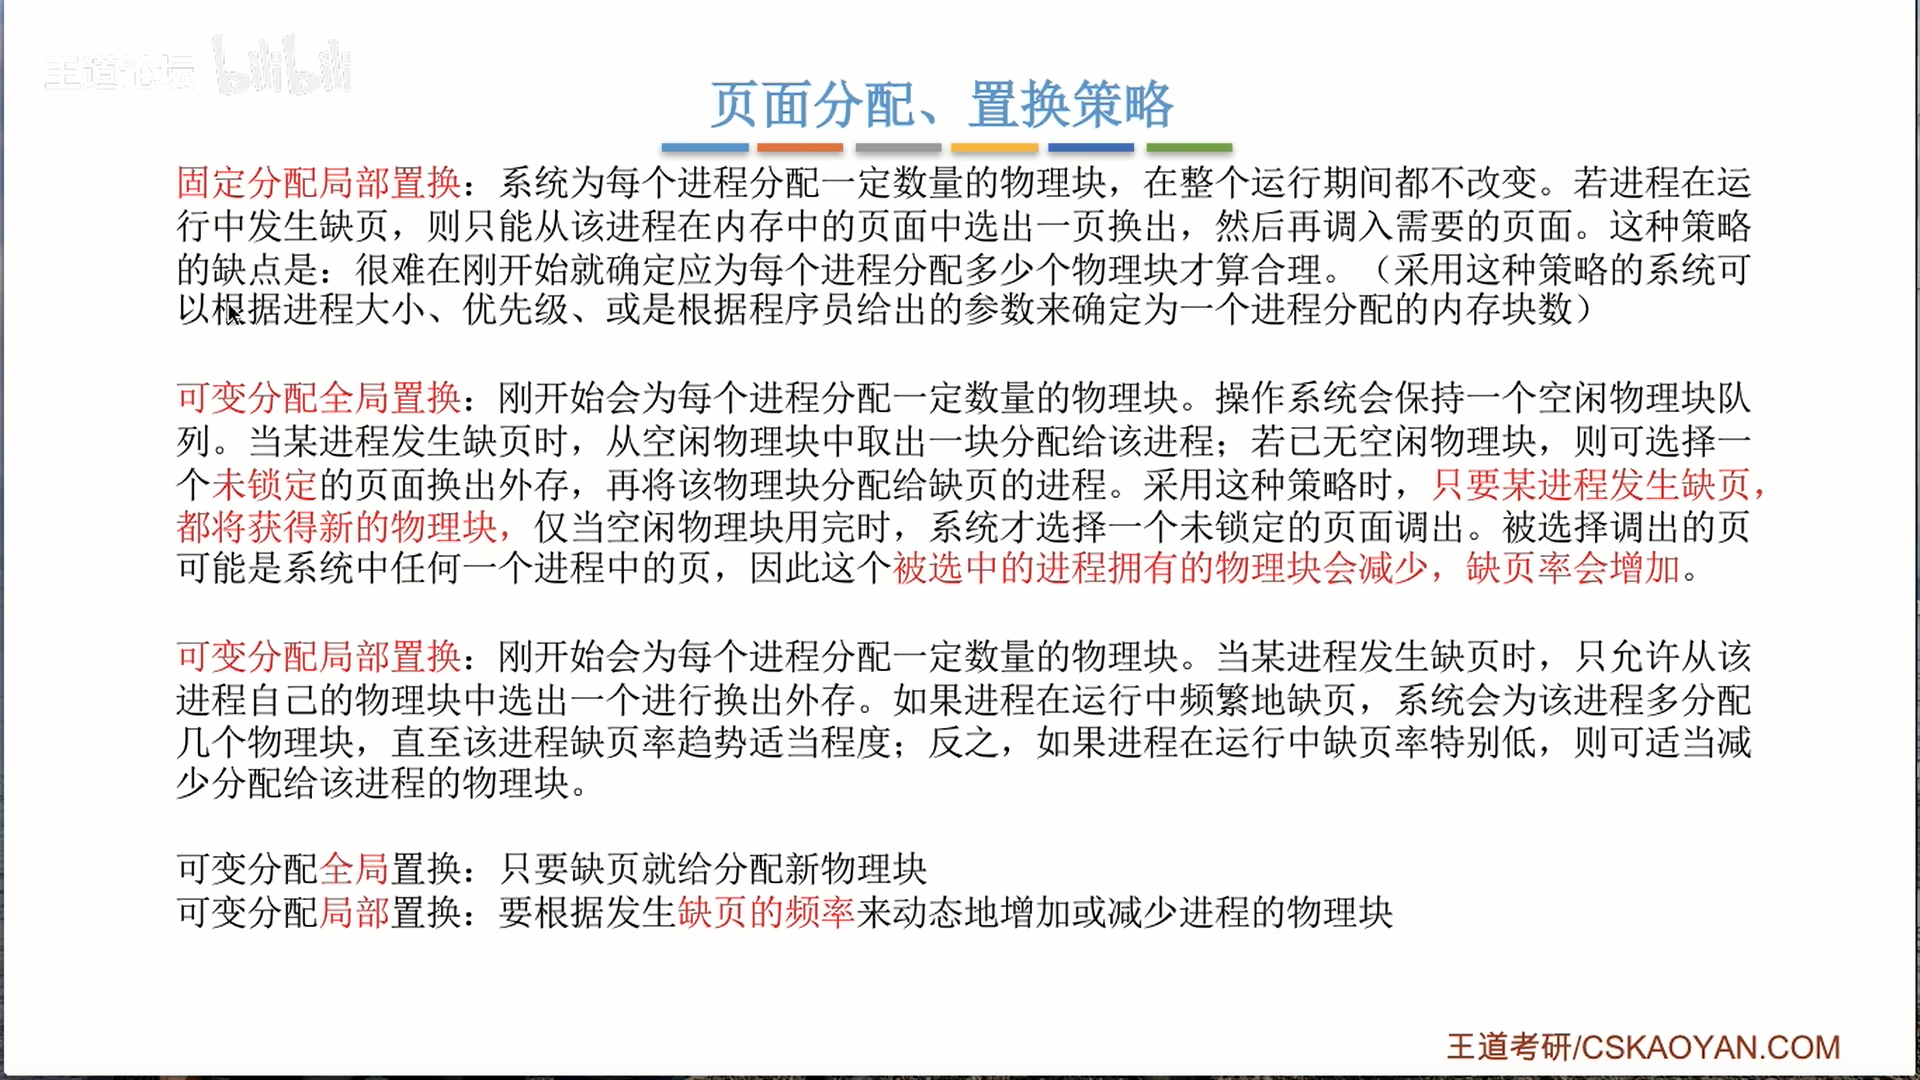 王道论坛 bilibili
页面分配、置换策略
固定分配局部置换：系统为每个进程分配一定数量的物理块，在整个运行期间都不改变。若进程在运
行中发生缺页，则只能从该进程在内存中的页面中选出一页换出，然后再调入需要的页面。这种策略
的缺点是：很难在刚开始就确定应为每个进程分配多少个物理块才算合理。（采用这种策略的系统可
以根据进程大小、优先级、或是根据程序员给出的参数来确定为一个进程分配的内存块数）
可变分配全局置换：刚开始会为每个进程分配一定数量的物理块。操作系统会保持一个空闲物理块队
列。当某进程发生缺页时，从空闲物理块中取出一块分配给该进程；若已无空闲物理块，则可选择一
个未锁定的页面换出外存，再将该物理块分配给缺页的进程。采用这种策略时，只要某进程发生缺页，
都将获得新的物理块，仅当空闲物理块用完时，系统才选择一个未锁定的页面调出。被选择调出的页
可能是系统中任何一个进程中的页，因此这个被选中的进程拥有的物理块会减少，缺页率会增加。
可变分配局部置换：刚开始会为每个进程分配一定数量的物理块。当某进程发生缺页时，只允许从该
进程自己的物理块中选出一个进行换出外存。如果进程在运行中频繁地缺页，系统会为该进程多分配
几个物理块，直至该进程缺页率趋势适当程度；反之，如果进程在运行中缺页率特别低，则可适当减
少分配给该进程的物理块。
可变分配全局置换：只要缺页就给分配新物理块
可变分配局部置换：要根据发生缺页的频率来动态地增加或减少进程的物理块
王道考研/CSKAOYAN.COM